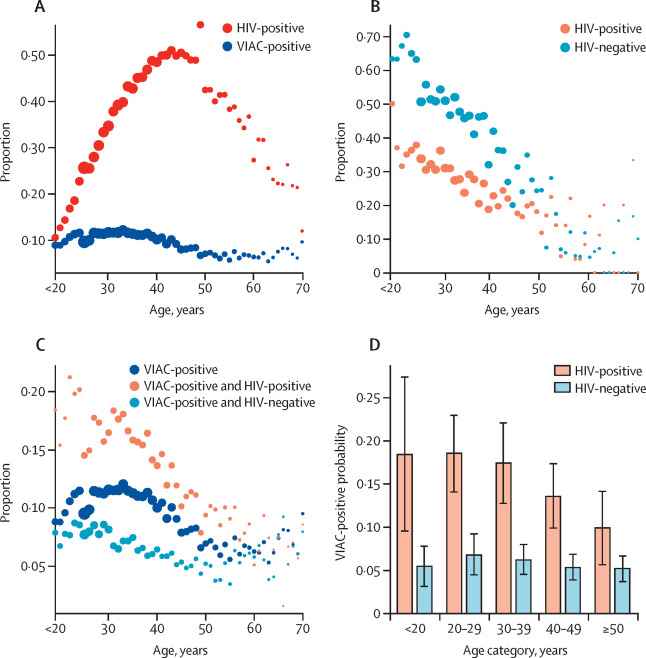 A
HIV-positive
VIAC-positive
0·50
0·40
0·30
0·20
0·10
Proportion
<20
20
30
40
50
60
70
Age, years
B
HIV-positive
HIV-negative
0·70
0·60
0·50
0·40
0·30
0·20
0·10
0
Proportion
<20
20
30
40
50
60
70
Age, years
C
VIAC-positive
VIAC-positive and HIV-positive
VIAC-positive and HIV-negative
0·20
0·15
0·10
0·05
Proportion
<20
30
40
50
60
70
Age, years
D
HIV-positive
HIV-negative
0·25
0·20
0·15
0·10
0·05
0
VIAC-positive probability
<20
20–29
30–39
40–49
≥50
Age category, years